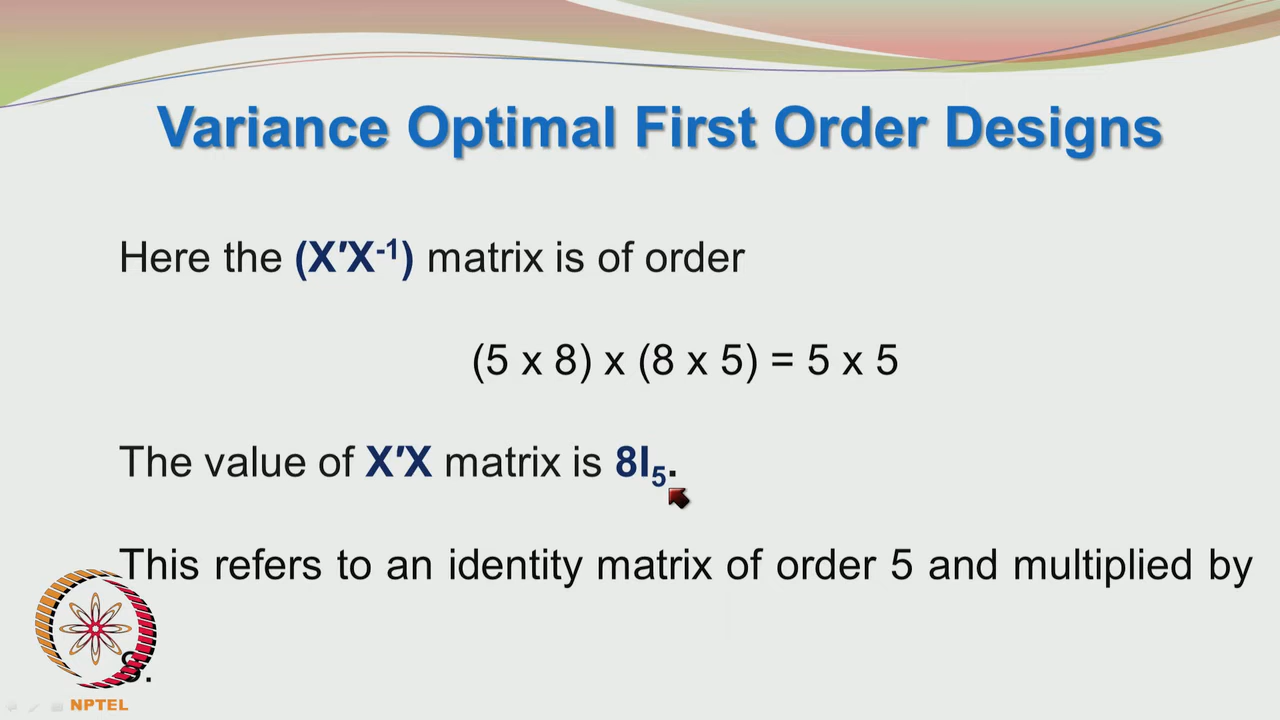 Variance Optimal First Order Designs
Here the (X′X⁻¹) matrix is of order
(5 x 8) x (8 x 5) = 5 x 5
The value of X′X matrix is 8I₅.
This refers to an identity matrix of order 5 and multiplied by
8.
NPTEL